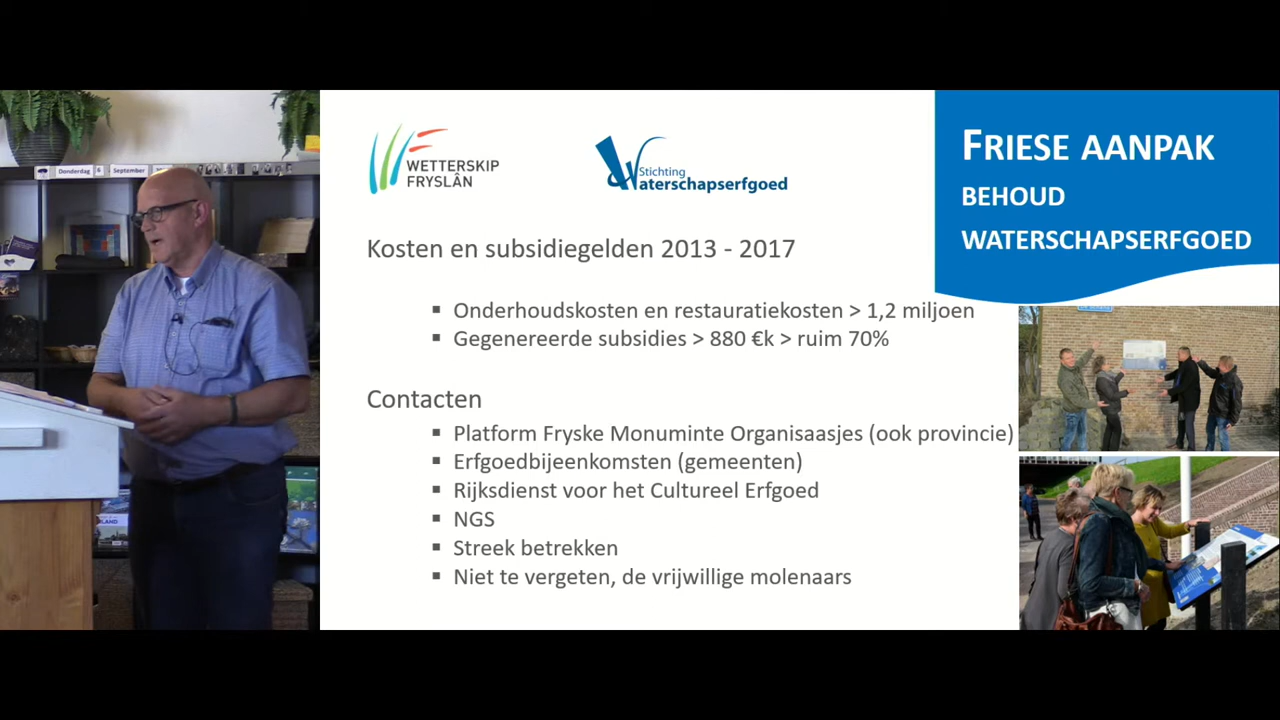 Donderdag 6 September
WETTERSKIP
FRYSLÂN
Stichting
Waterschapserfgoed
FRIESE AANPAK
BEHOUD
WATERSCHAPSERFGOED
Kosten en subsidiegelden 2013 - 2017
▪ Onderhoudskosten en restauratiekosten > 1,2 miljoen
▪ Gegenereerde subsidies > 880 €k > ruim 70%
Contacten
▪ Platform Fryske Monuminte Organisaasjes (ook provincie)
▪ Erfgoedbijeenkomsten (gemeenten)
▪ Rijksdienst voor het Cultureel Erfgoed
▪ NGS
▪ Streek betrekken
▪ Niet te vergeten, de vrijwillige molenaars